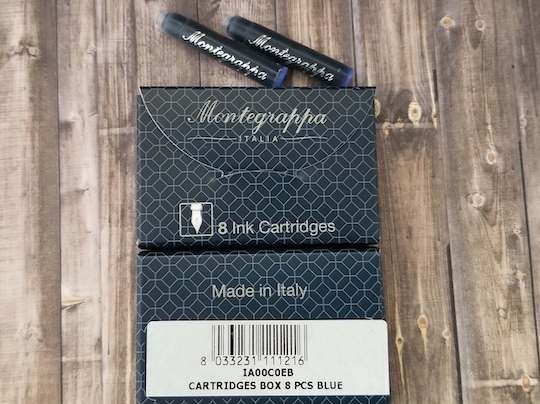 Montegrappa
Montegrappa
Montegrappa
ITALIA
8 Ink Cartridges
Made in Italy
8 033231 111216
IA00C0EB
CARTRIDGES BOX 8 PCS BLUE